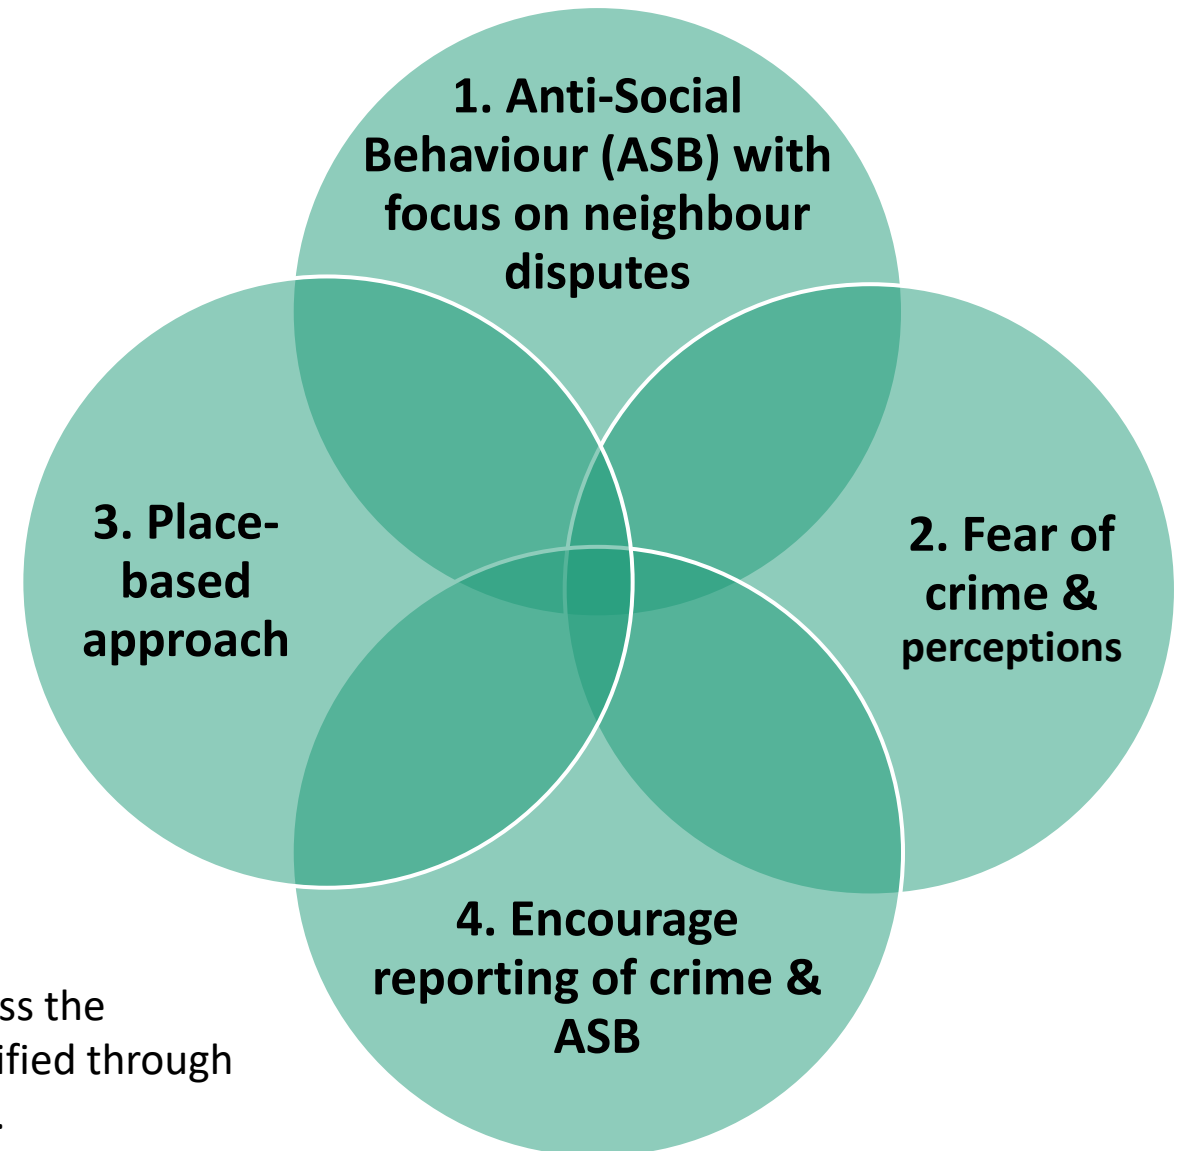 1. Anti-Social
Behaviour (ASB) with
focus on neighbour
disputes
3. Place-
based
approach
2. Fear of
crime &
perceptions
4. Encourage
reporting of crime &
ASB
ss the
ified through
.